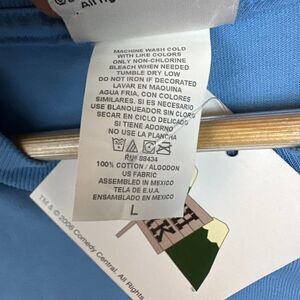 All rig
MACHINE WASH COLD
WITH LIKE COLORS
ONLY NON-CHLORINE
BLEACH WHEN NEEDED
TUMBLE DRY LOW
DO NOT IRON IF DECORATED
LAVAR EN MAQUINA
AGUA FRIA, CON COLORES
SIMILARES. SI ES NECESARIO
USE BLANQUEADOR SIN CLORO
SECAR EN CICLO DELICADO
SI TIENE ADORNO
NO USE LA PLANCHA
RN# 88434
100% COTTON / ALGODON
US FABRIC
ASSEMBLED IN MEXICO
TELA DE E.U.A.
ENSAMBLADO EN MEXICO
L
TM & © 2006 Comedy Central. All Rights